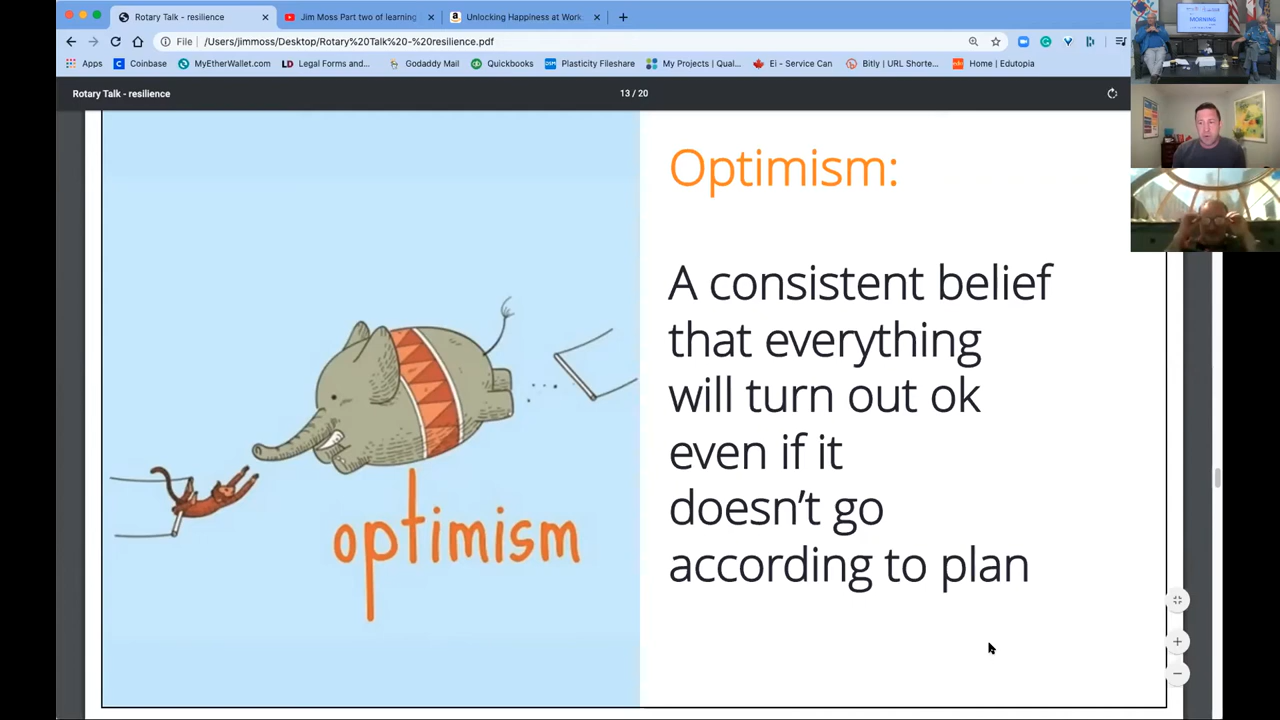 Rotary Talk - resilience
Jim Moss Part two of learning
Unlocking Happiness at Work:
File /Users/jimmoss/Desktop/Rotary%20Talk%20-%20resilience.pdf
Apps Coinbase MyEtherWallet.com Legal Forms and... Godaddy Mail Quickbooks Plasticity Fileshare My Projects | Qual... Ei - Service Can Bitly | URL Shorte... Home | Edutopia
Rotary Talk - resilience
13 / 20
MORNING
Optimism:
A consistent belief
that everything
will turn out ok
even if it
doesn't go
according to plan
optimism